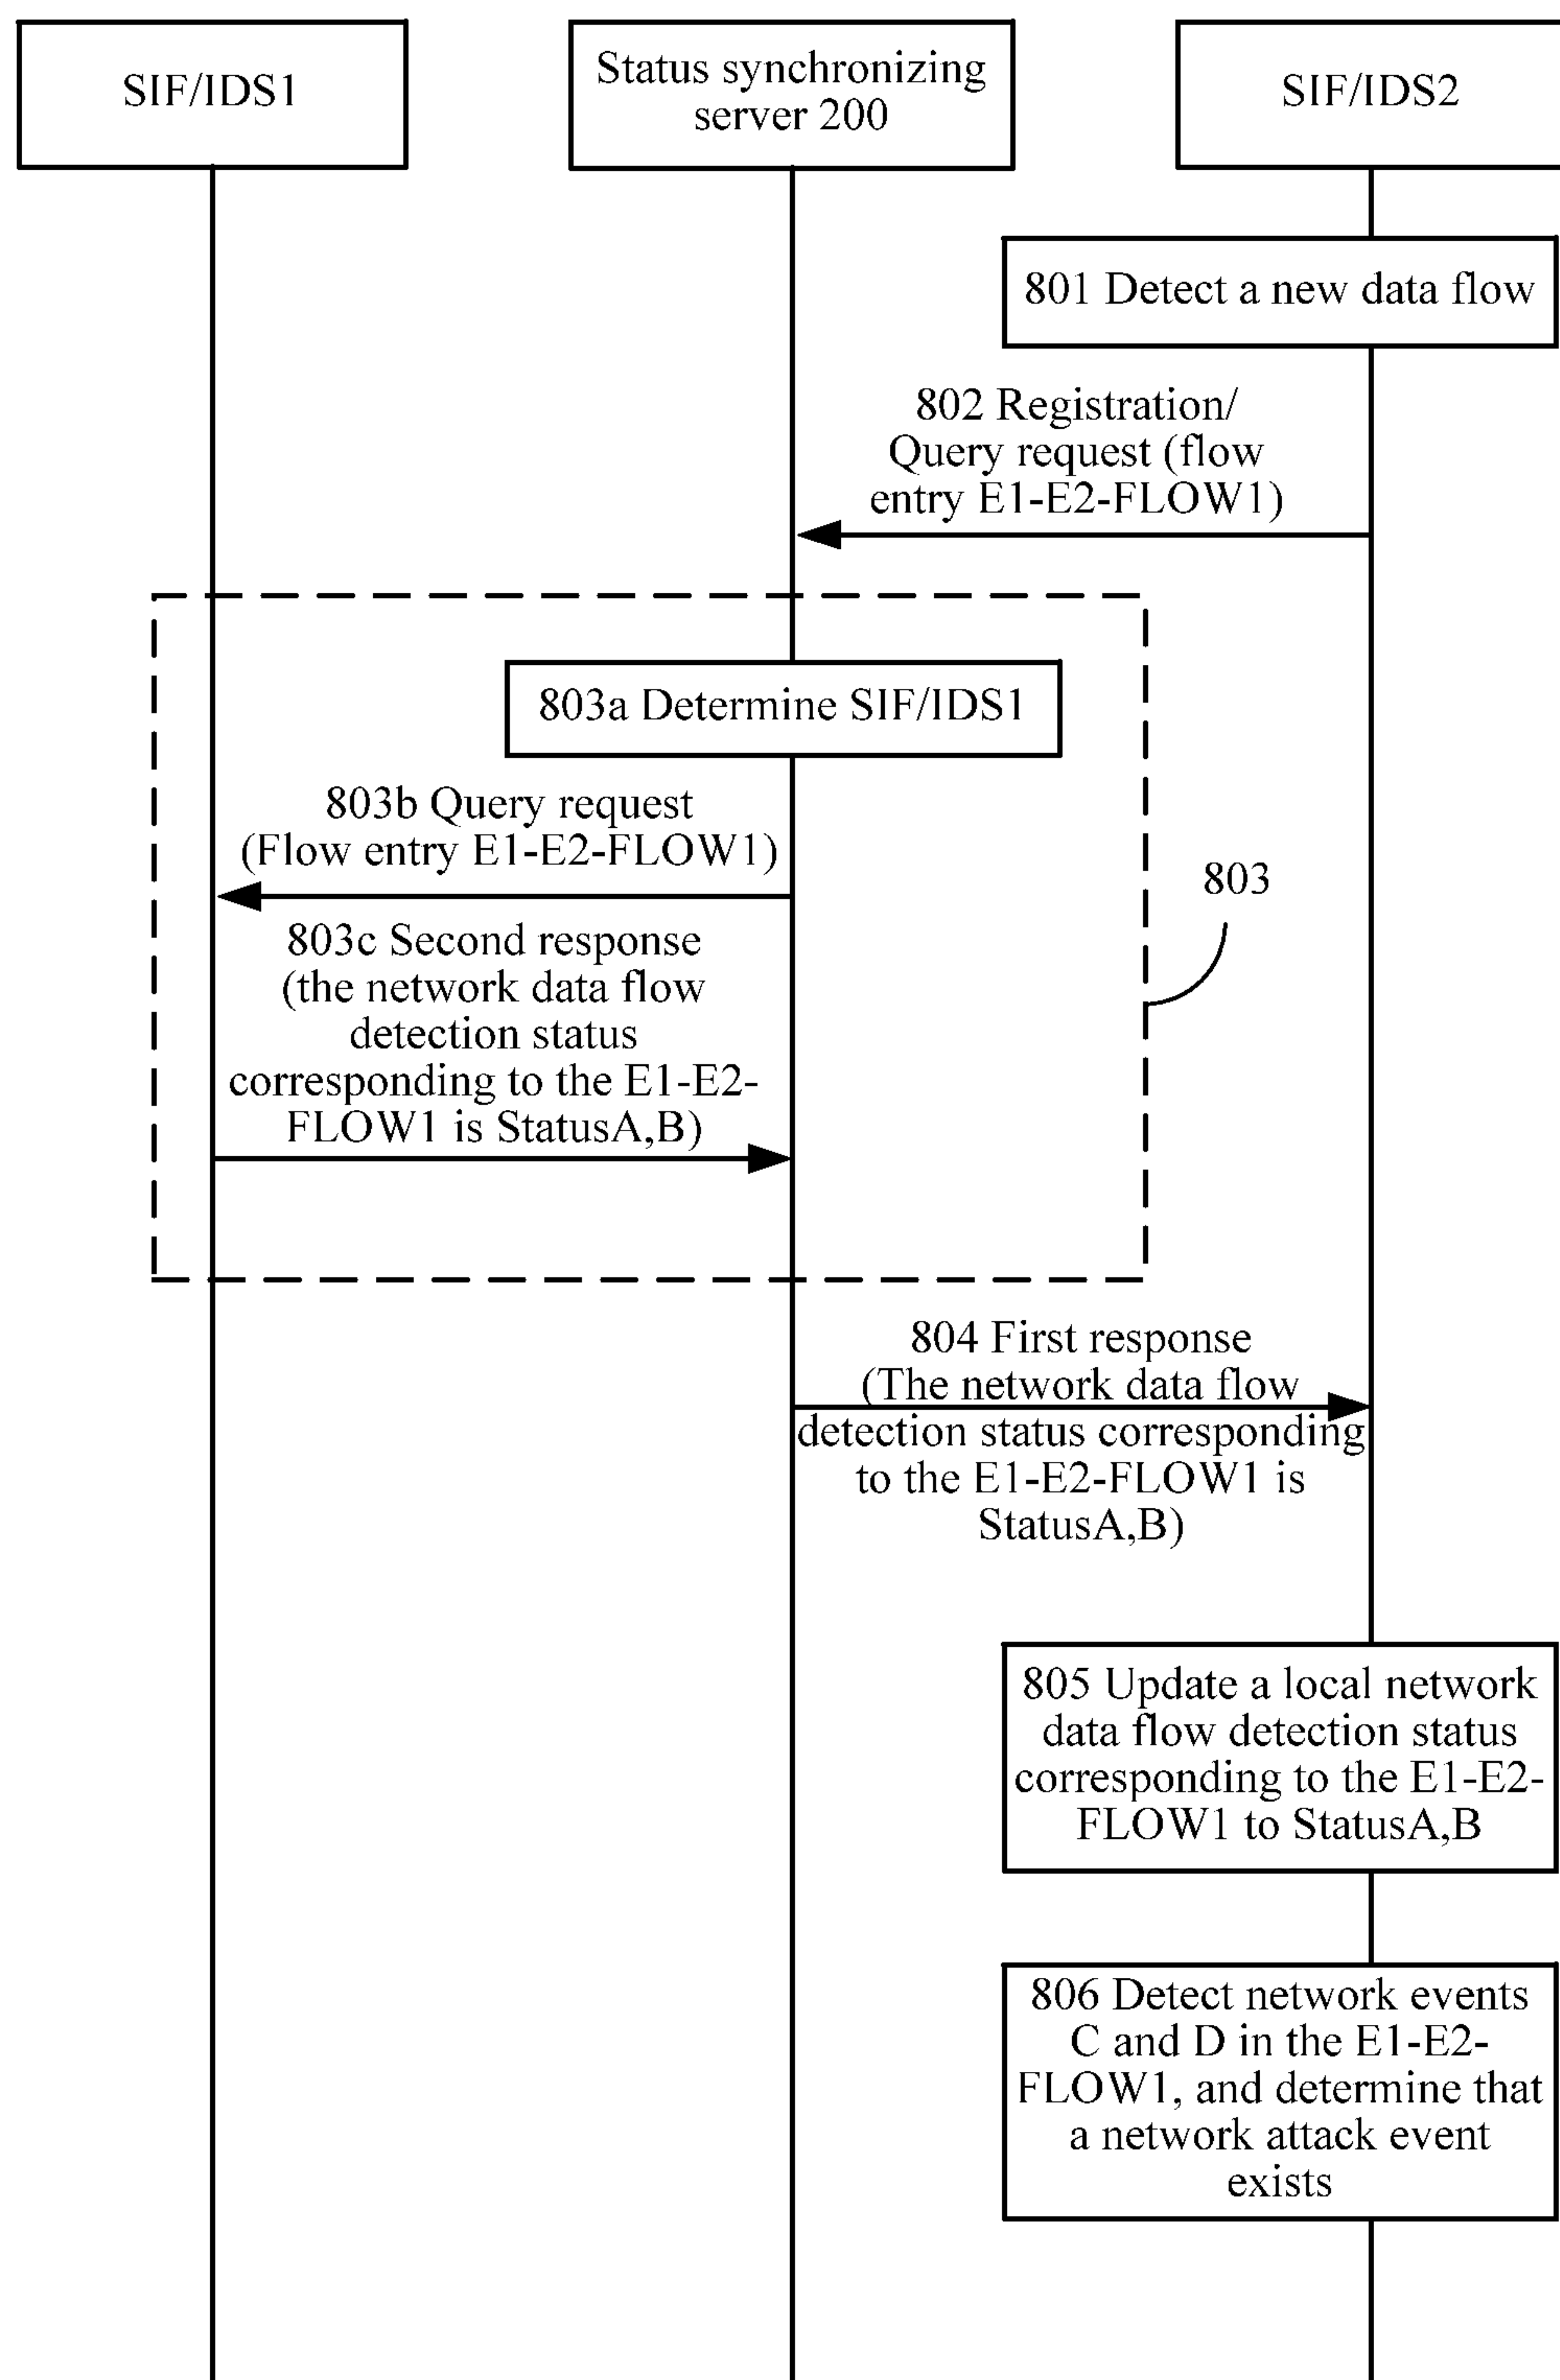 SIF/IDS1
Status synchronizing
server 200
SIF/IDS2
801 Detect a new data flow
802 Registration/
Query request (flow
entry E1-E2-FLOW1)
803a Determine SIF/IDS1
803b Query request
(Flow entry E1-E2-FLOW1)
803
803c Second response
(the network data flow
detection status
corresponding to the E1-E2-
FLOW1 is StatusA,B)
804 First response
(The network data flow
detection status corresponding
to the E1-E2-FLOW1 is
StatusA,B)
805 Update a local network
data flow detection status
corresponding to the E1-E2-
FLOW1 to StatusA,B
806 Detect network events
C and D in the E1-E2-
FLOW1, and determine that
a network attack event
exists